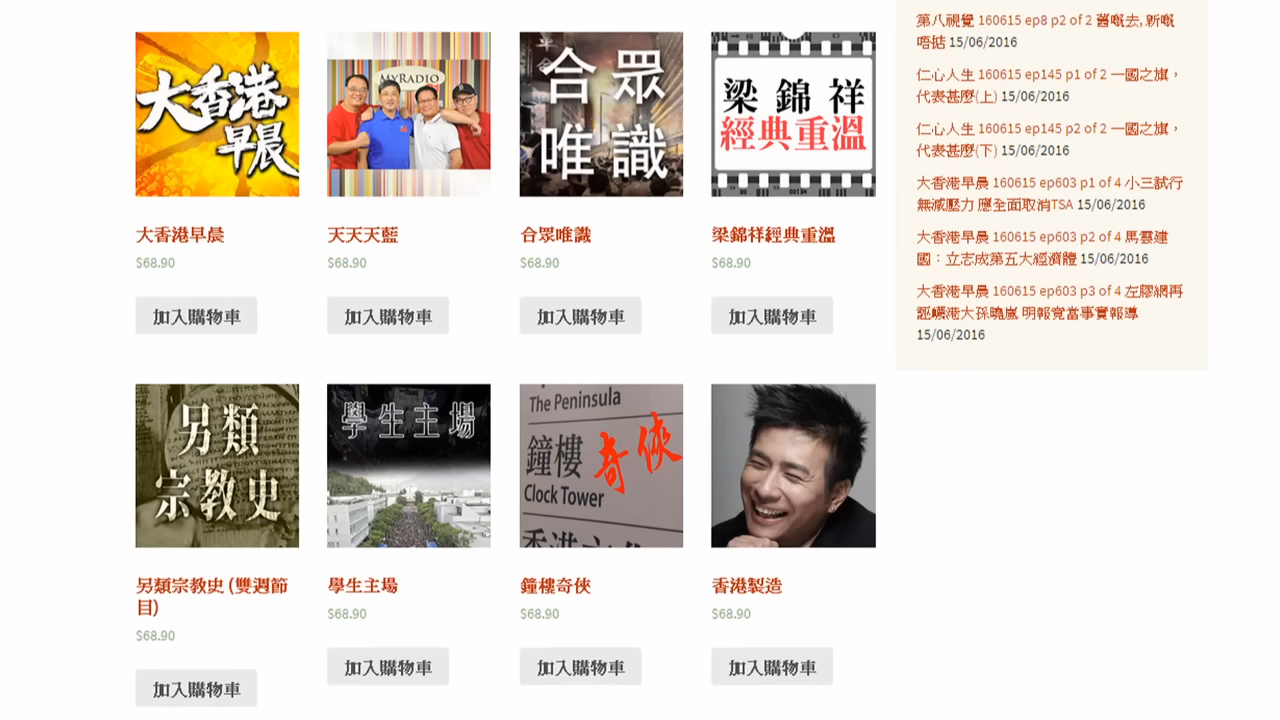 大香港
早晨
MyRadio
合眾
唯識
梁錦祥
經典重溫
大香港早晨
$68.90
加入購物車
天天天藍
$68.90
加入購物車
合眾唯識
$68.90
加入購物車
梁錦祥經典重溫
$68.90
加入購物車
另類
宗教史
學生主場
The Peninsula
鐘樓奇俠
Clock Tower
另類宗教史 (雙週節
目)
$68.90
加入購物車
學生主場
$68.90
加入購物車
鐘樓奇俠
$68.90
加入購物車
香港製造
$68.90
加入購物車
第八視覺 160615 ep8 p2 of 2 舊嘅去, 新嘅
唔掂 15/06/2016
仁心人生 160615 ep145 p1 of 2 一國之旗，
代表甚麼(上) 15/06/2016
仁心人生 160615 ep145 p2 of 2 一國之旗，
代表甚麼(下) 15/06/2016
大香港早晨 160615 ep603 p1 of 4 小三試行
無減壓力 應全面取消TSA 15/06/2016
大香港早晨 160615 ep603 p2 of 4 馬雲建
國：立志成第五大經濟體 15/06/2016
大香港早晨 160615 ep603 p3 of 4 左膠網再
誣衊港大孫曉嵐 明報竟當事實報導
15/06/2016